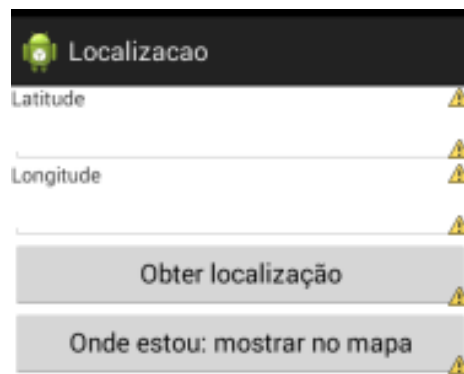 Localizacao
Latitude
Longitude
Obter localização
Onde estou: mostrar no mapa